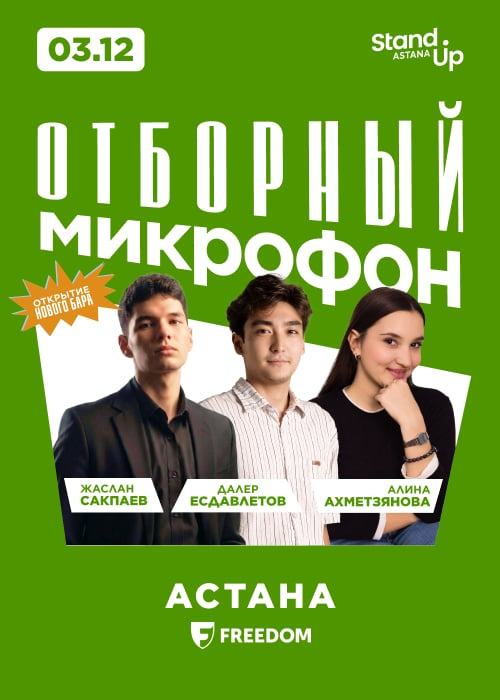 03.12
Stand
ASTANA Up
ОТБОРНЫЙ
МИКРОФОН
ОТКРЫТИЕ
НОВОГО БАРА
ЖАСЛАН
САКПАЕВ
ДАЛЕР
ЕСДАВЛЕТОВ
АЛИНА
АХМЕТЗЯНОВА
АСТАНА
FREEDOM